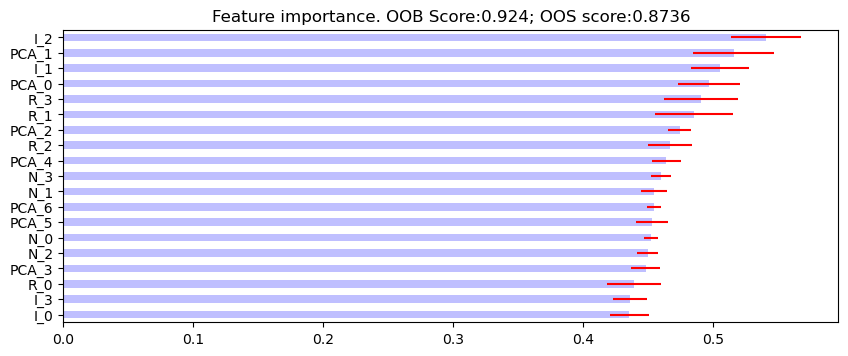 Feature importance. OOB Score:0.924; OOS score:0.8736
I_2
PCA_1
I_1
PCA_0
R_3
R_1
PCA_2
R_2
PCA_4
N_3
N_1
PCA_6
PCA_5
N_0
N_2
PCA_3
R_0
I_3
I_0
0.0 0.1 0.2 0.3 0.4 0.5